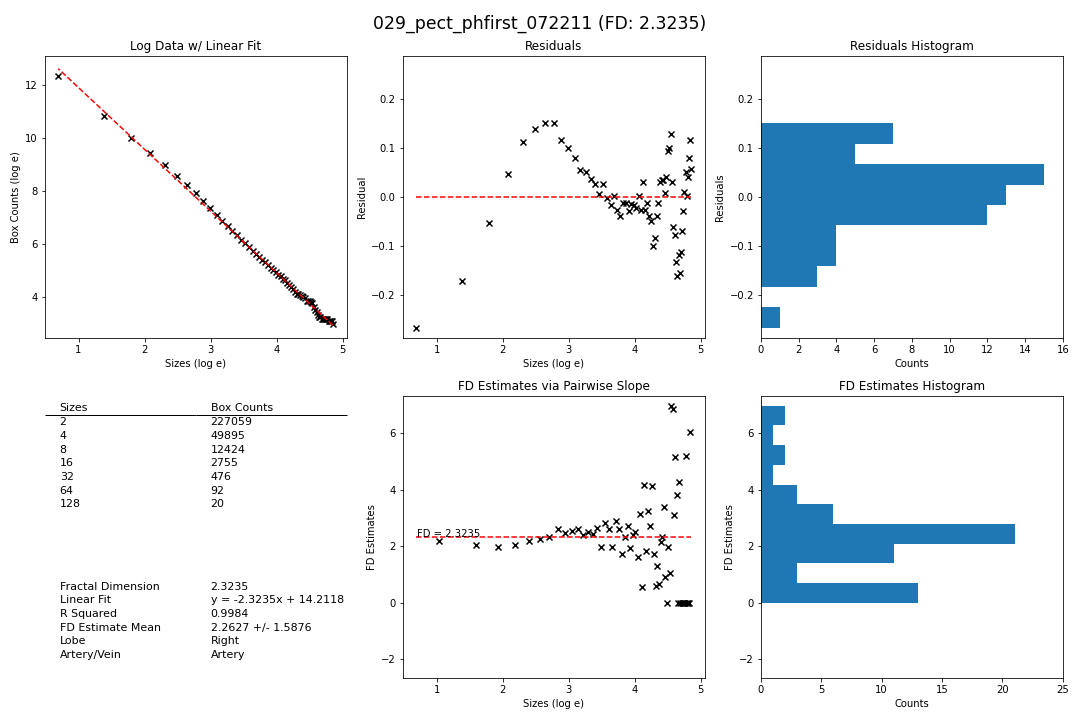 029_pect_phfirst_072211 (FD: 2.3235)
Log Data w/ Linear Fit
Box Counts (log e)
12
10
8
6
4
1 2 3 4 5
Sizes (log e)
Residuals
Residual
0.2
0.1
0.0
−0.1
−0.2
1 2 3 4 5
Sizes (log e)
Residuals Histogram
Residuals
0.2
0.1
0.0
−0.1
−0.2
0 2 4 6 8 10 12 14 16
Counts
Sizes Box Counts
2 227059
4 49895
8 12424
16 2755
32 476
64 92
128 20
Fractal Dimension 2.3235
Linear Fit y = -2.3235x + 14.2118
R Squared 0.9984
FD Estimate Mean 2.2627 +/- 1.5876
Lobe Right
Artery/Vein Artery
FD Estimates via Pairwise Slope
FD Estimates
6
4
2
0
−2
FD = 2.3235
1 2 3 4 5
Sizes (log e)
FD Estimates Histogram
FD Estimates
6
4
2
0
−2
0 5 10 15 20 25
Counts